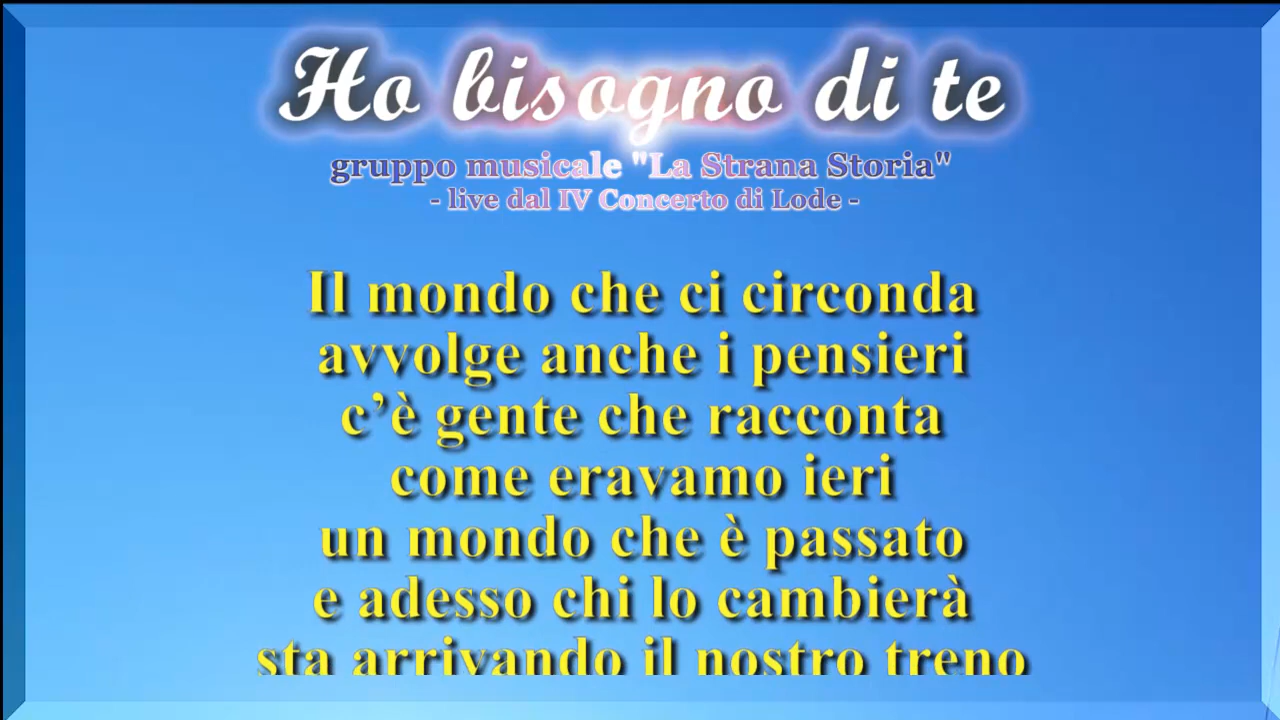 Ho bisogno di te
gruppo musicale "La Strana Storia"
- live dal IV Concerto di Lode -
Il mondo che ci circonda
avvolge anche i pensieri
c’è gente che racconta
come eravamo ieri
un mondo che è passato
e adesso chi lo cambierà
sta arrivando il nostro treno